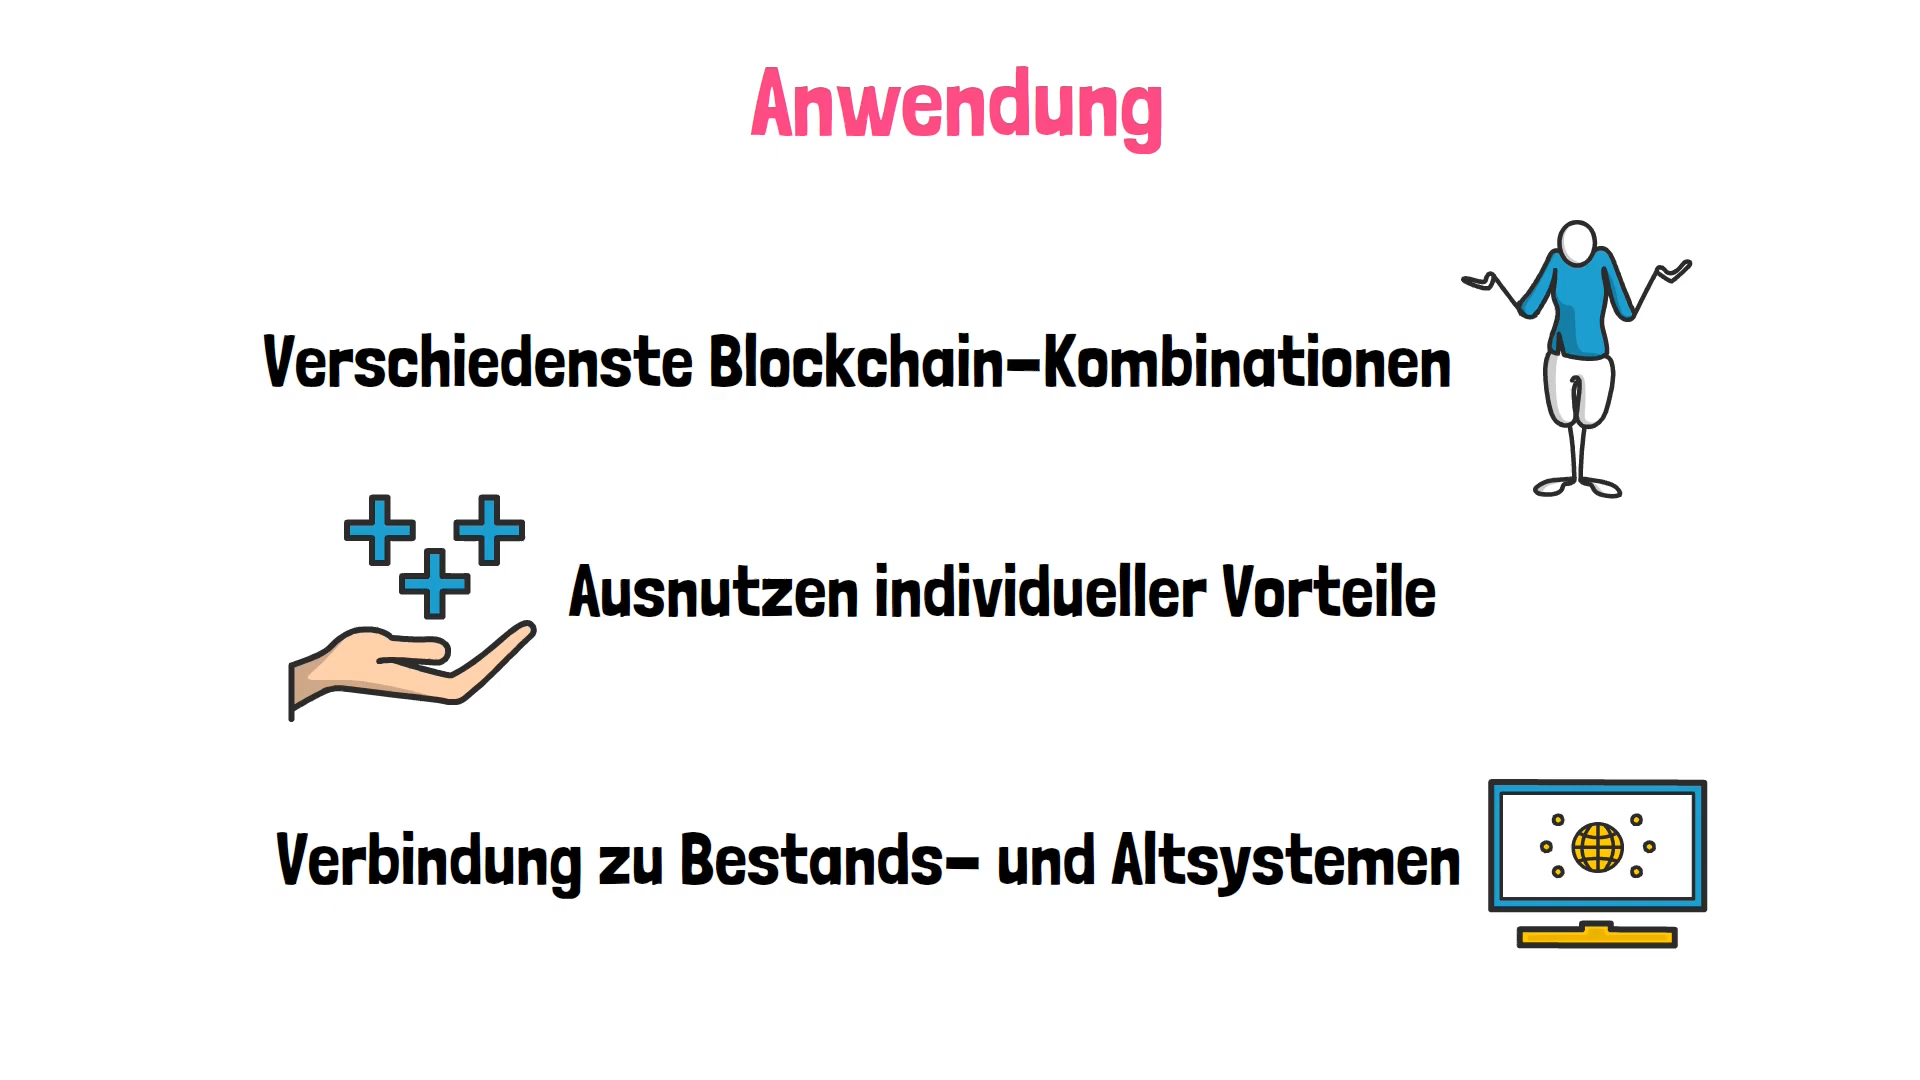 Anwendung
Verschiedenste Blockchain-Kombinationen
Ausnutzen individueller Vorteile
Verbindung zu Bestands- und Altsystemen